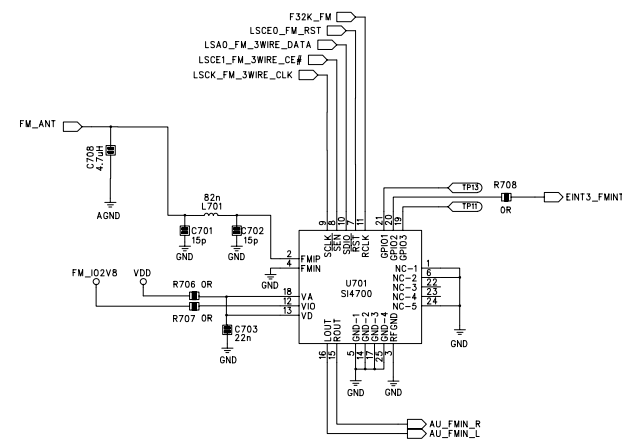 F32K_FM
LSCE0_FM_RST
LSA0_FM_3WIRE_DATA
LSCE1_FM_3WIRE_CE#
LSCK_FM_3WIRE_CLK
FM_ANT
C708
4.7uH
AGND
82n
L701
C701
15p
GND
C702
15p
GND
TP13
R708
0R
EINT3_FMINT
TP11
9
8
10
7
11
21
20
19
SCLK
SEN
SDIO
RST
RCLK
GPIO1
GPIO2
GPIO3
2 FMIP
4 FMIN
GND
U701
SI4700
NC-1 1
NC-2 6
NC-3 22
NC-4 23
NC-5 24
GND
FM_IO2V8
VDD
R706 0R
R707 0R
18 VA
12 VIO
13 VD
C703
22n
GND
LOUT
ROUT
GND-1
GND-2
GND-3
GND-4
RFGND
16
15
5
14
17
25
3
GND
GND
AU_FMIN_R
AU_FMIN_L